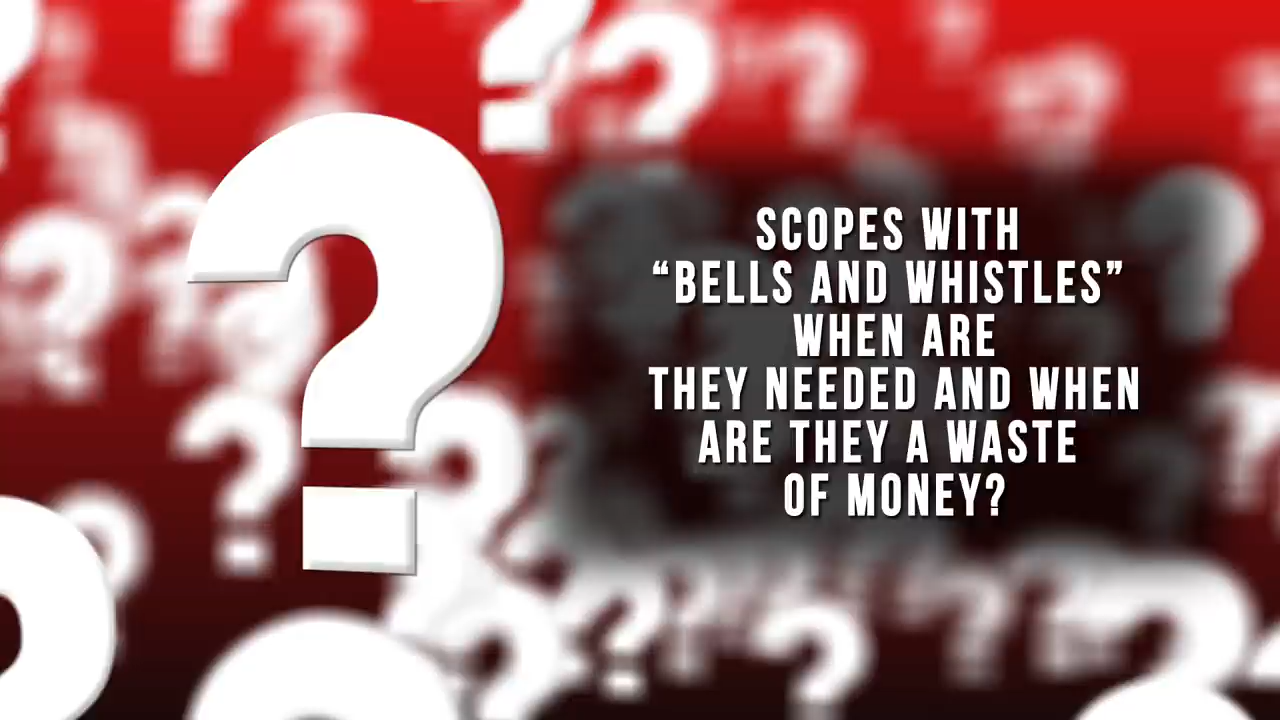 SCOPES WITH
“BELLS AND WHISTLES”
WHEN ARE
THEY NEEDED AND WHEN
ARE THEY A WASTE
OF MONEY?